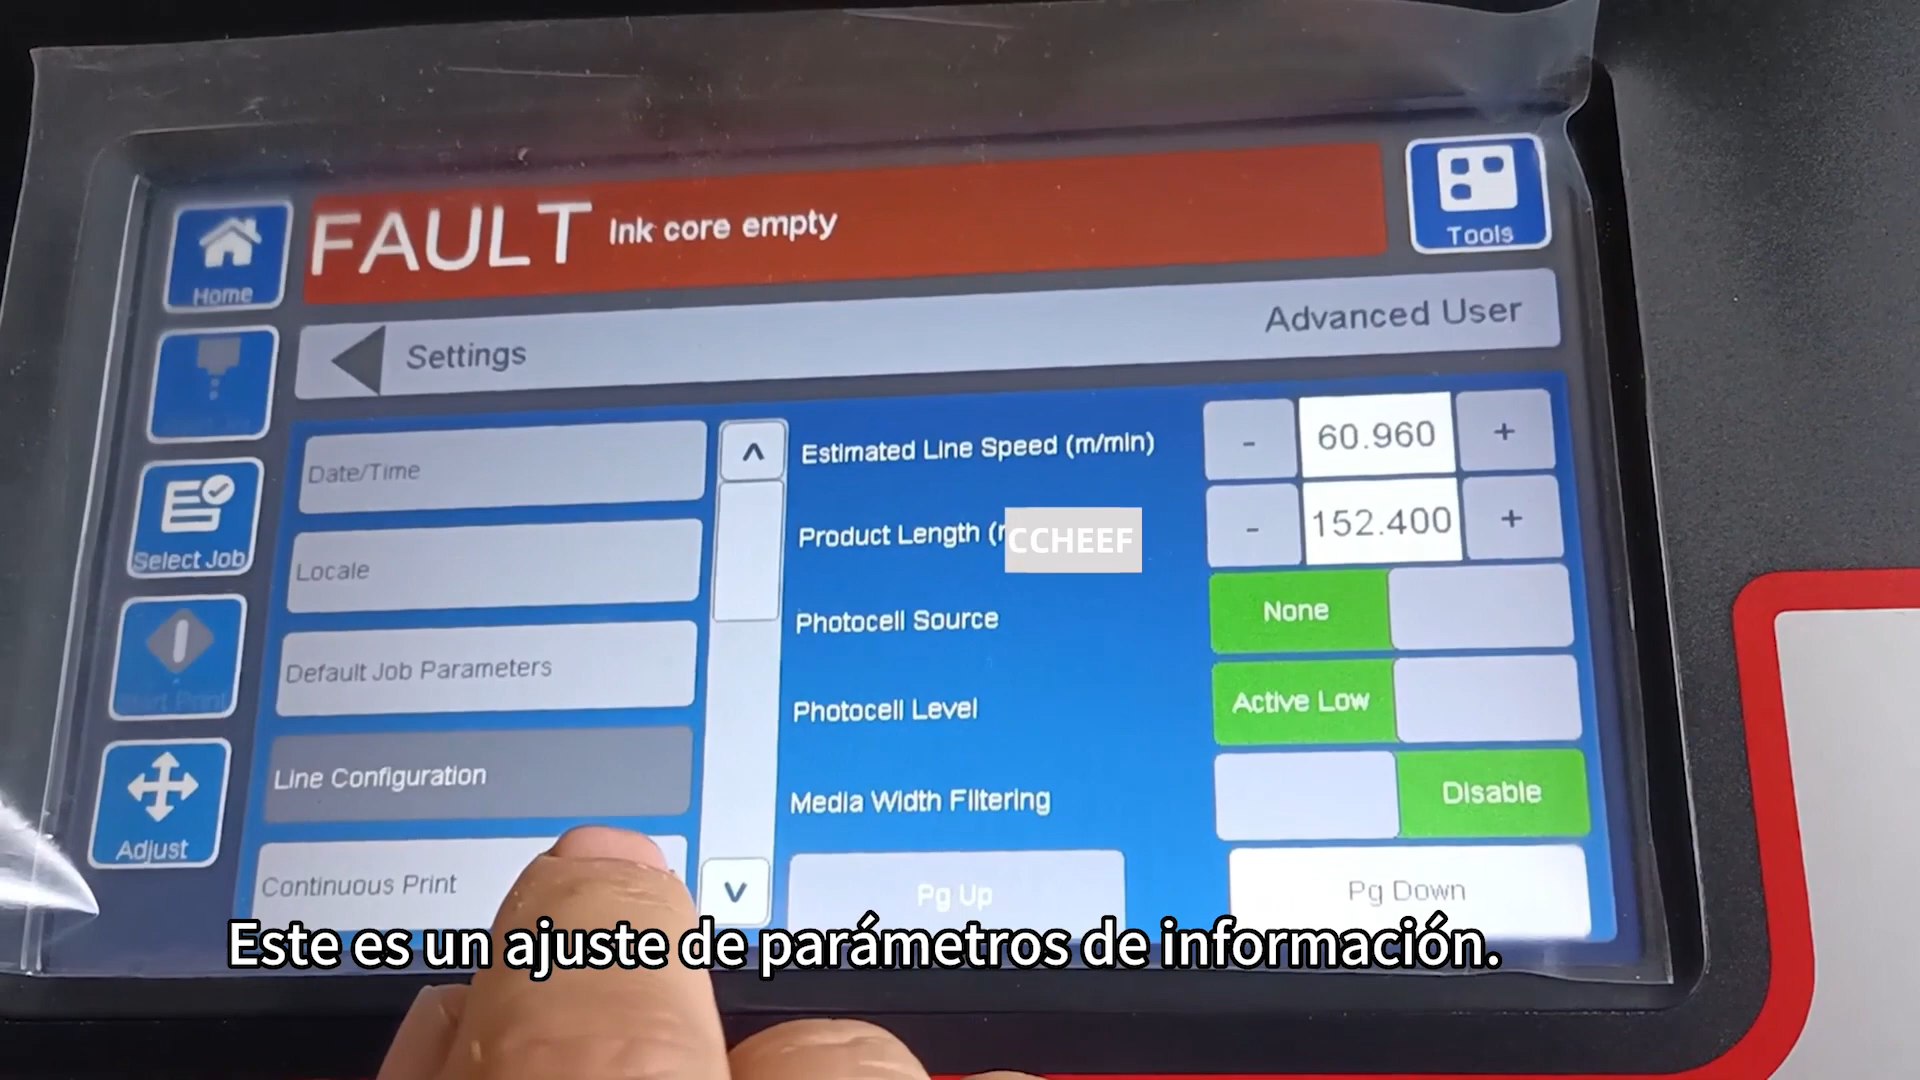 FAULT Ink core empty
Tools
Home
Settings
Advanced User
Date/Time
Locale
Default Job Parameters
Line Configuration
Continuous Print
Select Job
Start Print
Adjust
Estimated Line Speed (m/min)
- 60.960 +
Product Length (
CCHEEF
- 152.400 +
Photocell Source
None
Photocell Level
Active Low
Media Width Filtering
Disable
Pg Up
Pg Down
Este es un ajuste de parámetros de información.